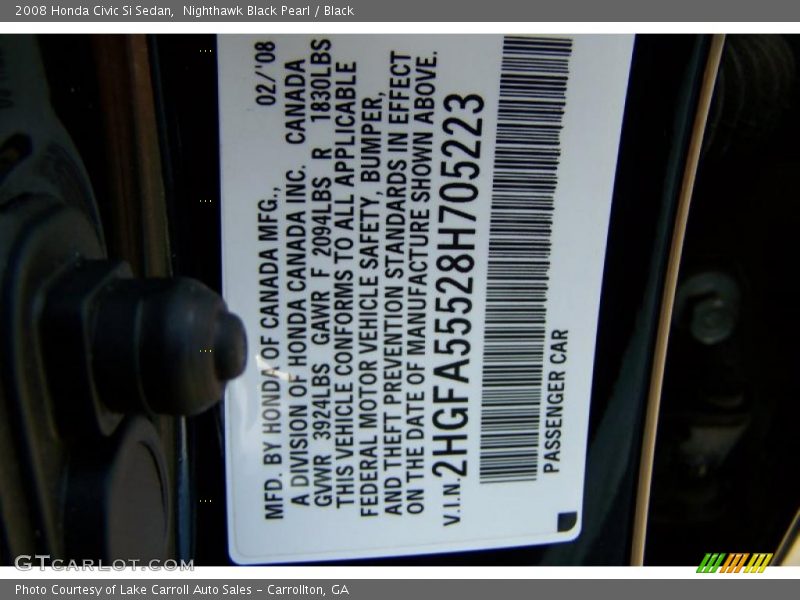 2008 Honda Civic Si Sedan,  Nighthawk Black Pearl / Black
MFD. BY HONDA OF CANADA MFG., 02/'08
A DIVISION OF HONDA CANADA INC. CANADA
GVWR 3924LBS GAWR F 2094LBS R 1830LBS
THIS VEHICLE CONFORMS TO ALL APPLICABLE
FEDERAL MOTOR VEHICLE SAFETY, BUMPER,
AND THEFT PREVENTION STANDARDS IN EFFECT
ON THE DATE OF MANUFACTURE SHOWN ABOVE.
V.I.N. 2HGFA55528H705223
PASSENGER CAR
GTCARLOT.COM
Photo Courtesy of Lake Carroll Auto Sales - Carrollton, GA